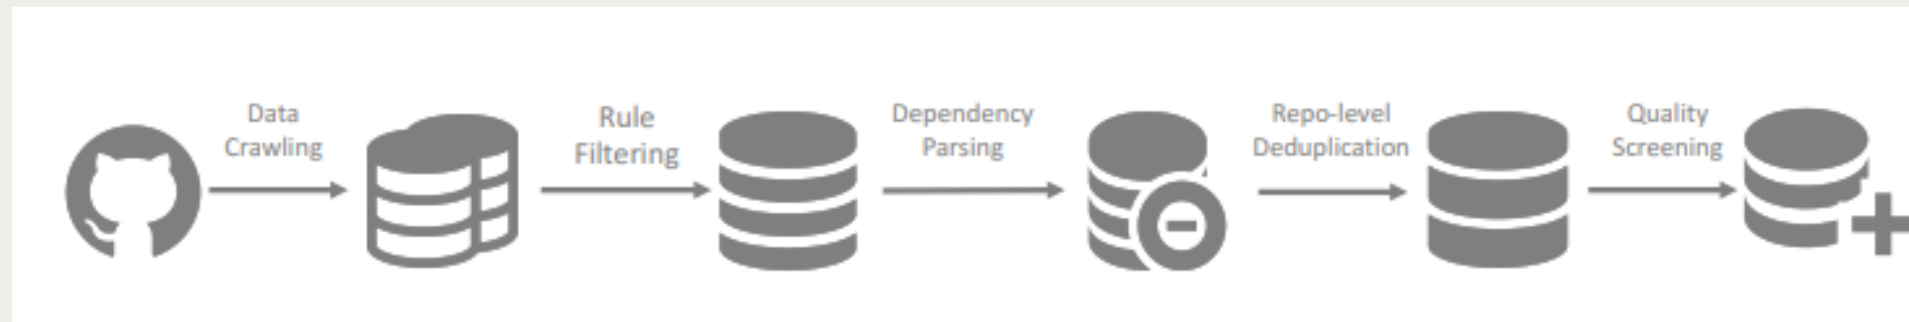 Data
Crawling
Rule
Filtering
Dependency
Parsing
Repo-level
Deduplication
Quality
Screening